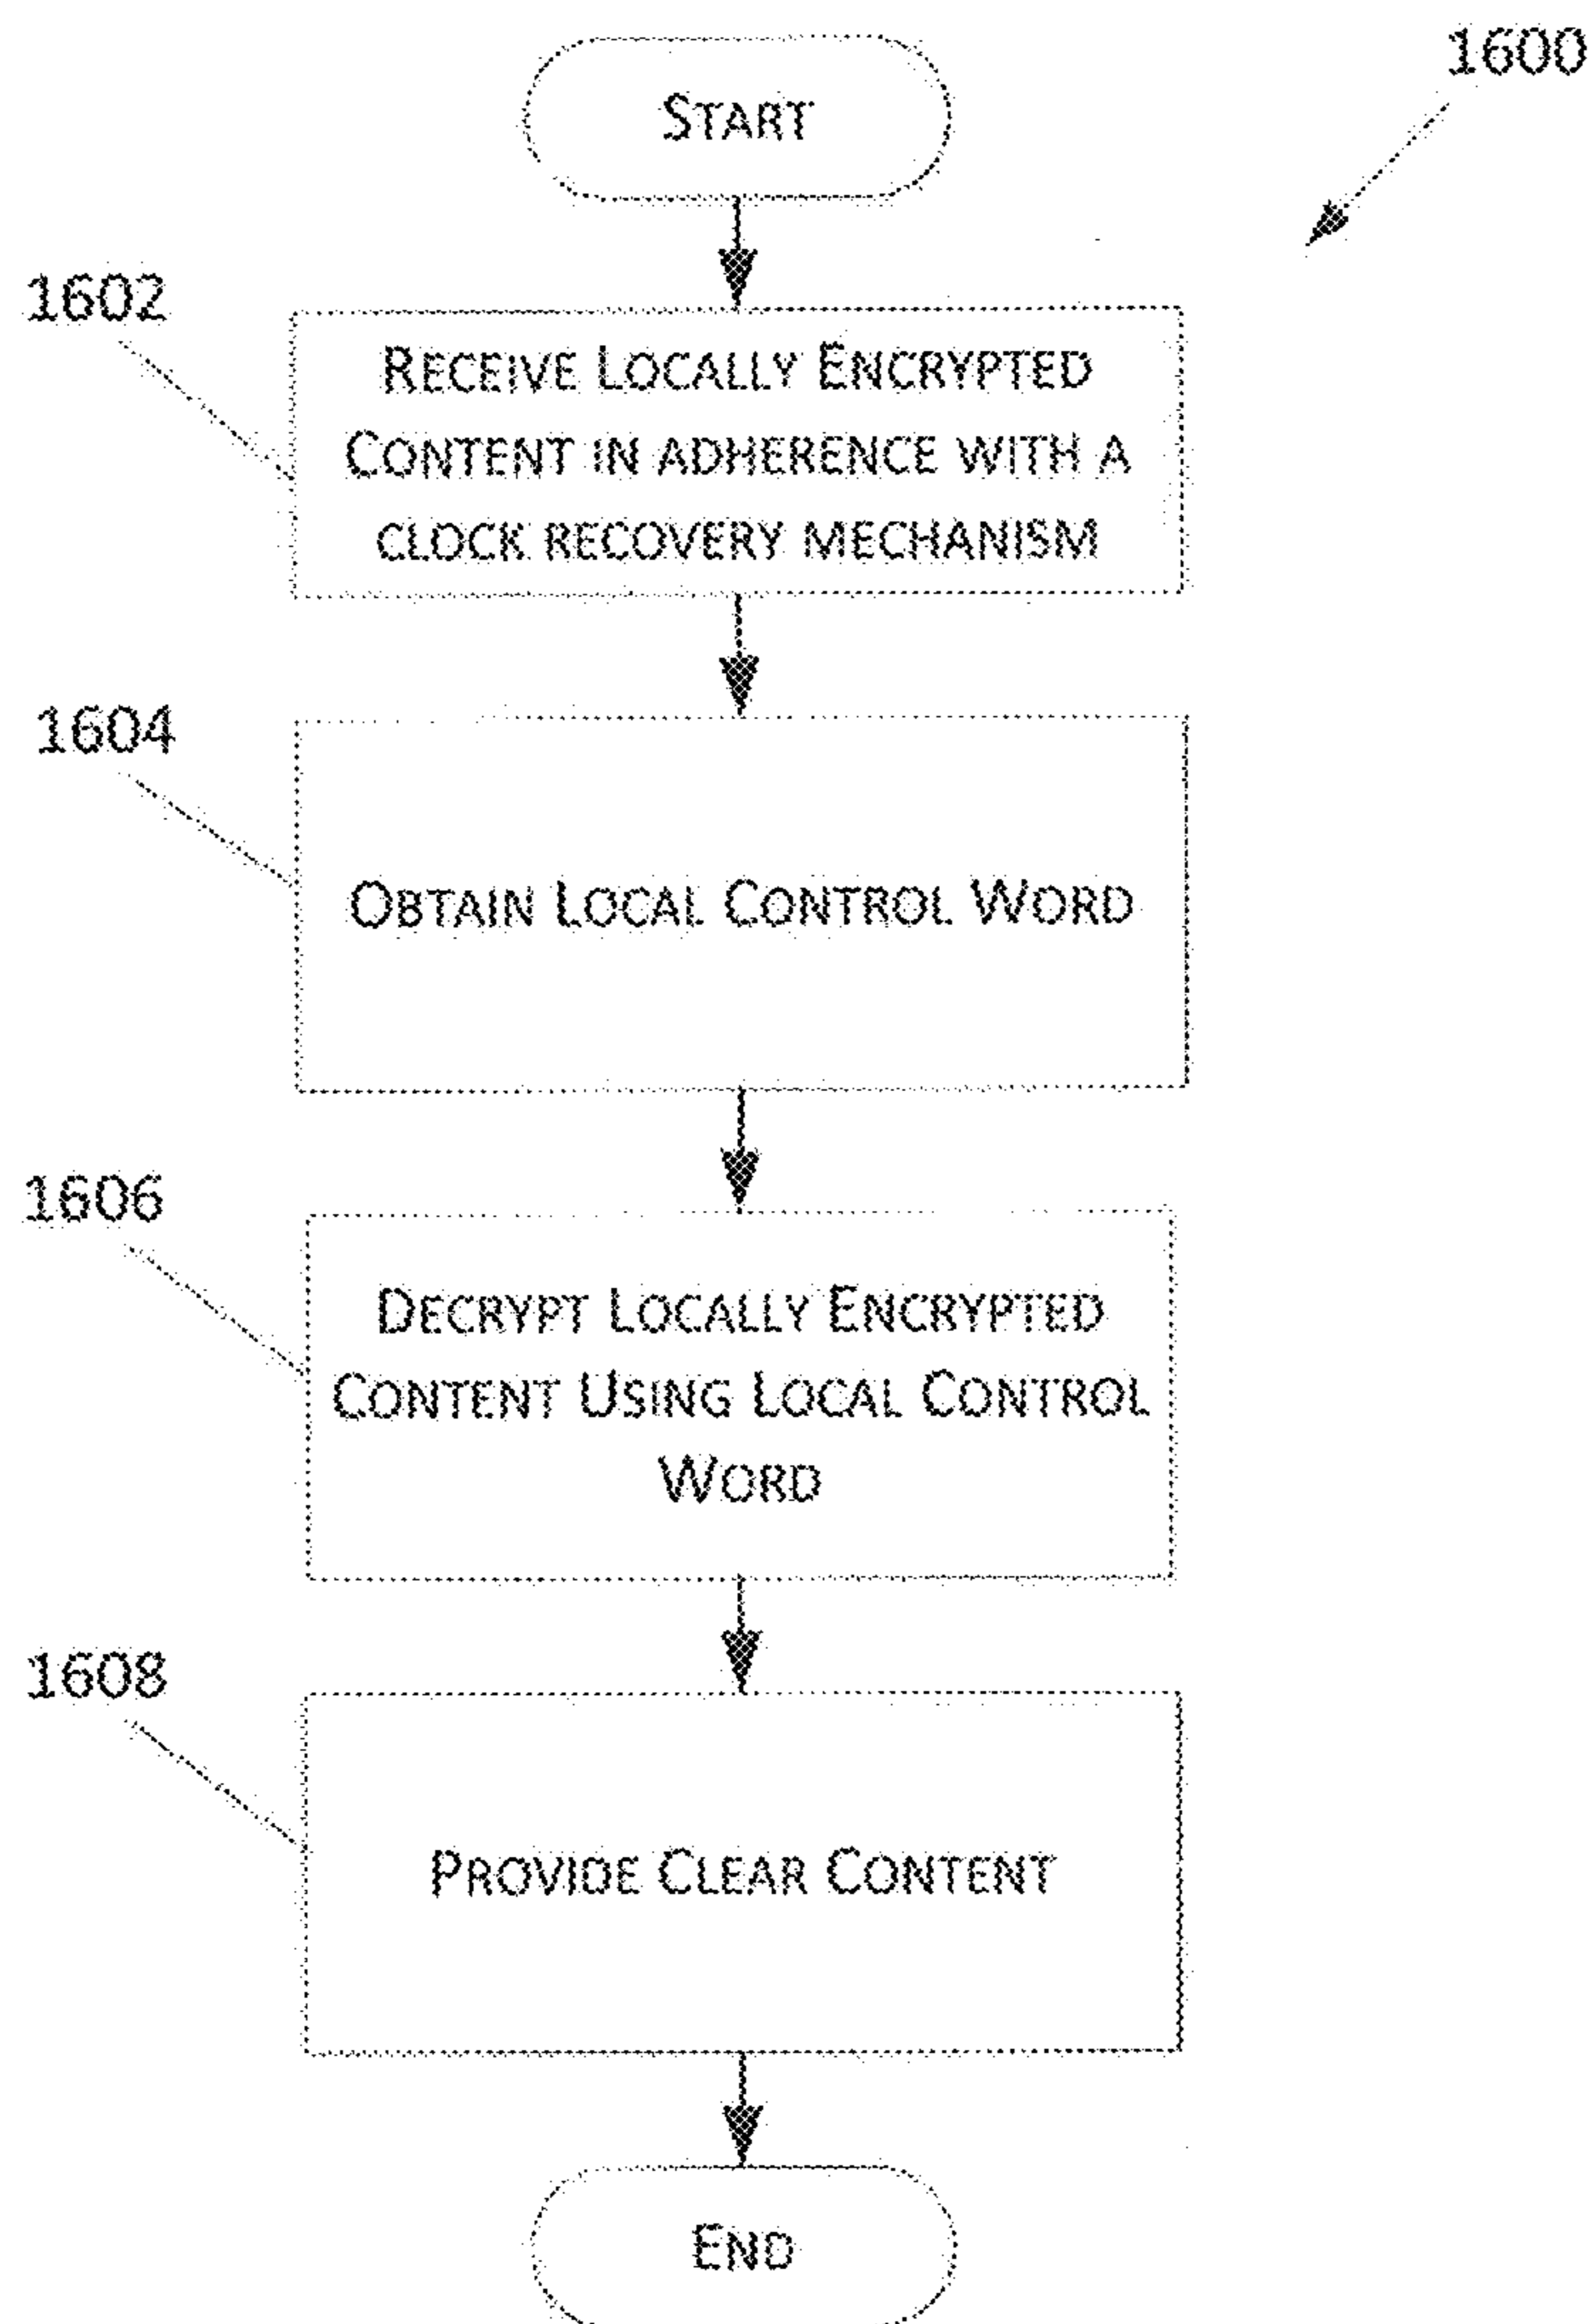 1600
START
1602
RECEIVE LOCALLY ENCRYPTED
CONTENT IN ADHERENCE WITH A
CLOCK RECOVERY MECHANISM
1604
OBTAIN LOCAL CONTROL WORD
1606
DECRYPT LOCALLY ENCRYPTED
CONTENT USING LOCAL CONTROL
WORD
1608
PROVIDE CLEAR CONTENT
END